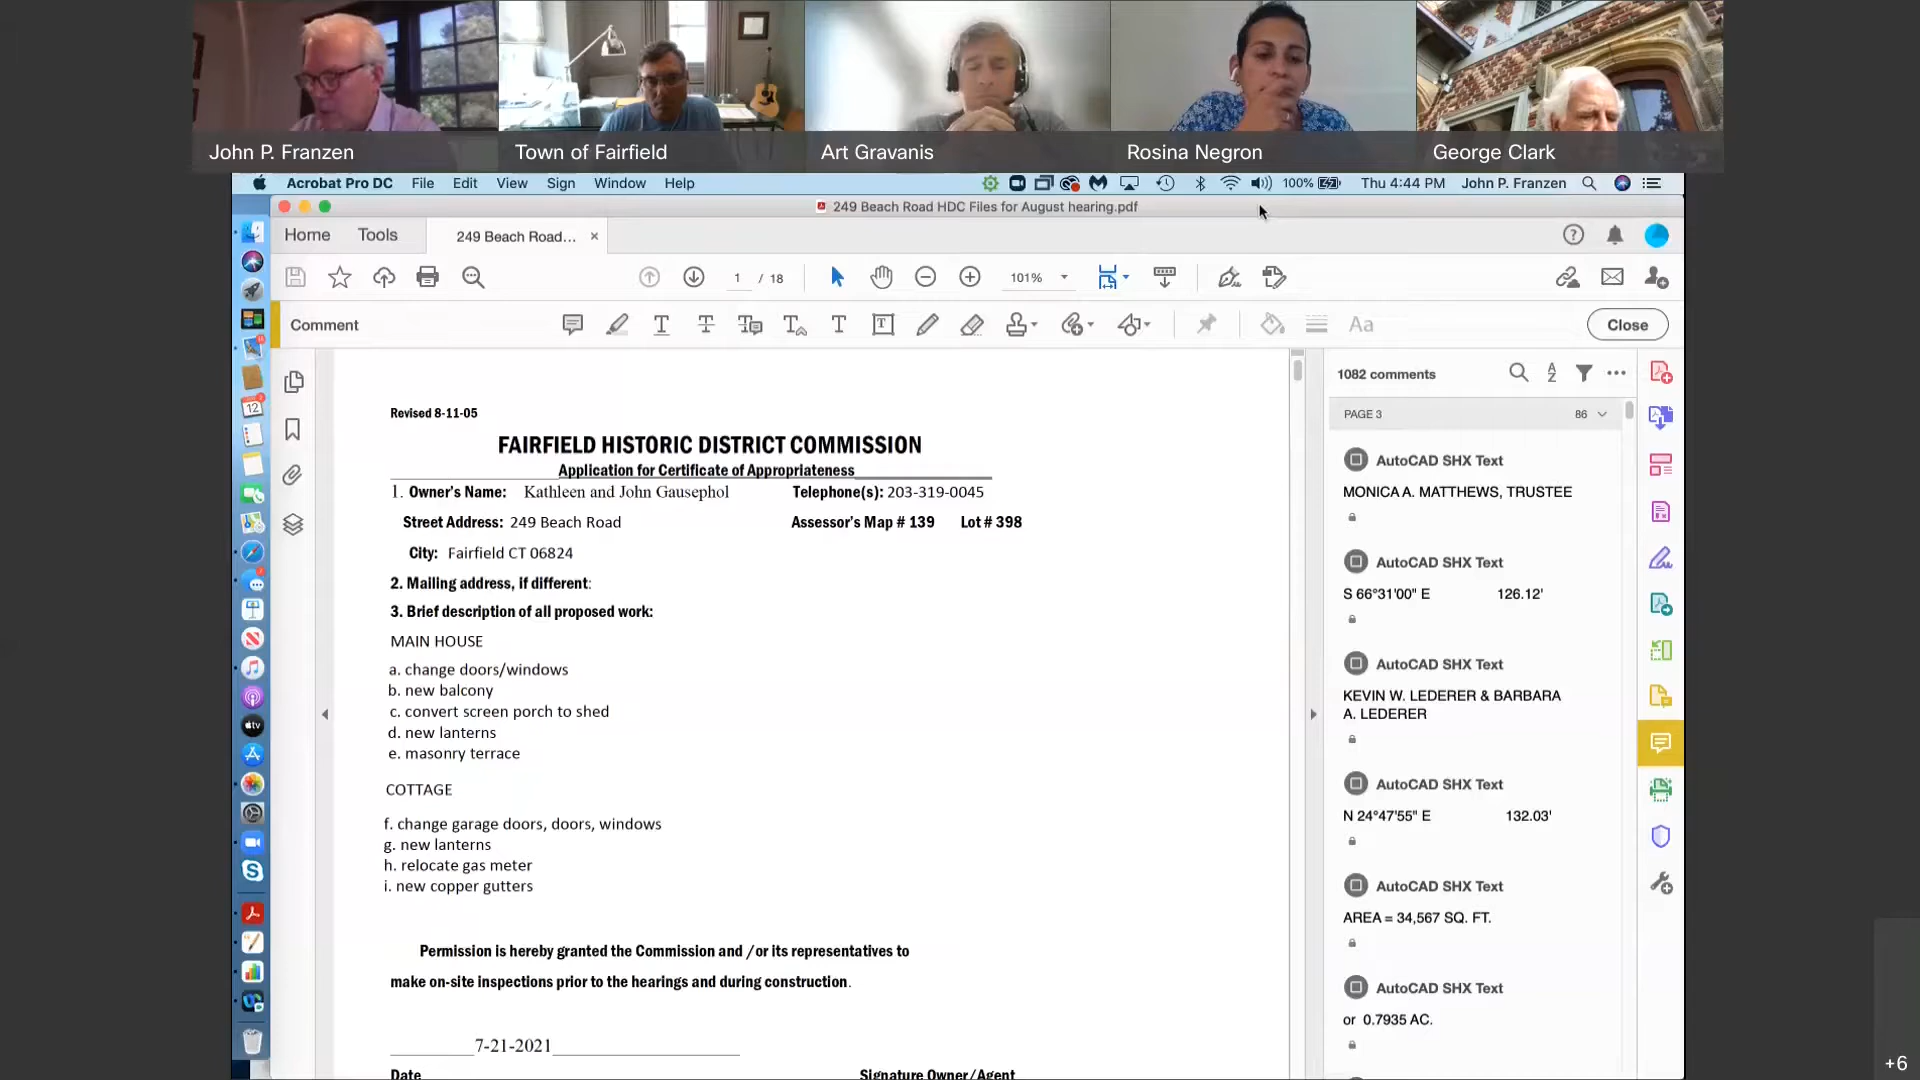 John P. Franzen
Town of Fairfield
Art Gravanis
Rosina Negron
George Clark
Acrobat Pro DC File Edit View Sign Window Help 100% Thu 4:44 PM John P. Franzen
249 Beach Road HDC Files for August hearing.pdf
Home Tools 249 Beach Road... ×
1 / 18 101%
Comment Close
1082 comments
PAGE 3 86
AutoCAD SHX Text
MONICA A. MATTHEWS, TRUSTEE
AutoCAD SHX Text
S 66°31'00" E 126.12'
AutoCAD SHX Text
KEVIN W. LEDERER & BARBARA
A. LEDERER
AutoCAD SHX Text
N 24°47'55" E 132.03'
AutoCAD SHX Text
AREA = 34,567 SQ. FT.
AutoCAD SHX Text
or 0.7935 AC.
Revised 8-11-05
FAIRFIELD HISTORIC DISTRICT COMMISSION
Application for Certificate of Appropriateness
1. Owner's Name: Kathleen and John Gausephol Telephone(s): 203-319-0045
Street Address: 249 Beach Road Assessor's Map # 139 Lot # 398
City: Fairfield CT 06824
2. Mailing address, if different:
3. Brief description of all proposed work:
MAIN HOUSE
a. change doors/windows
b. new balcony
c. convert screen porch to shed
d. new lanterns
e. masonry terrace
COTTAGE
f. change garage doors, doors, windows
g. new lanterns
h. relocate gas meter
i. new copper gutters
Permission is hereby granted the Commission and /or its representatives to
make on-site inspections prior to the hearings and during construction.
7-21-2021
Date Signature Owner/Agent
+6